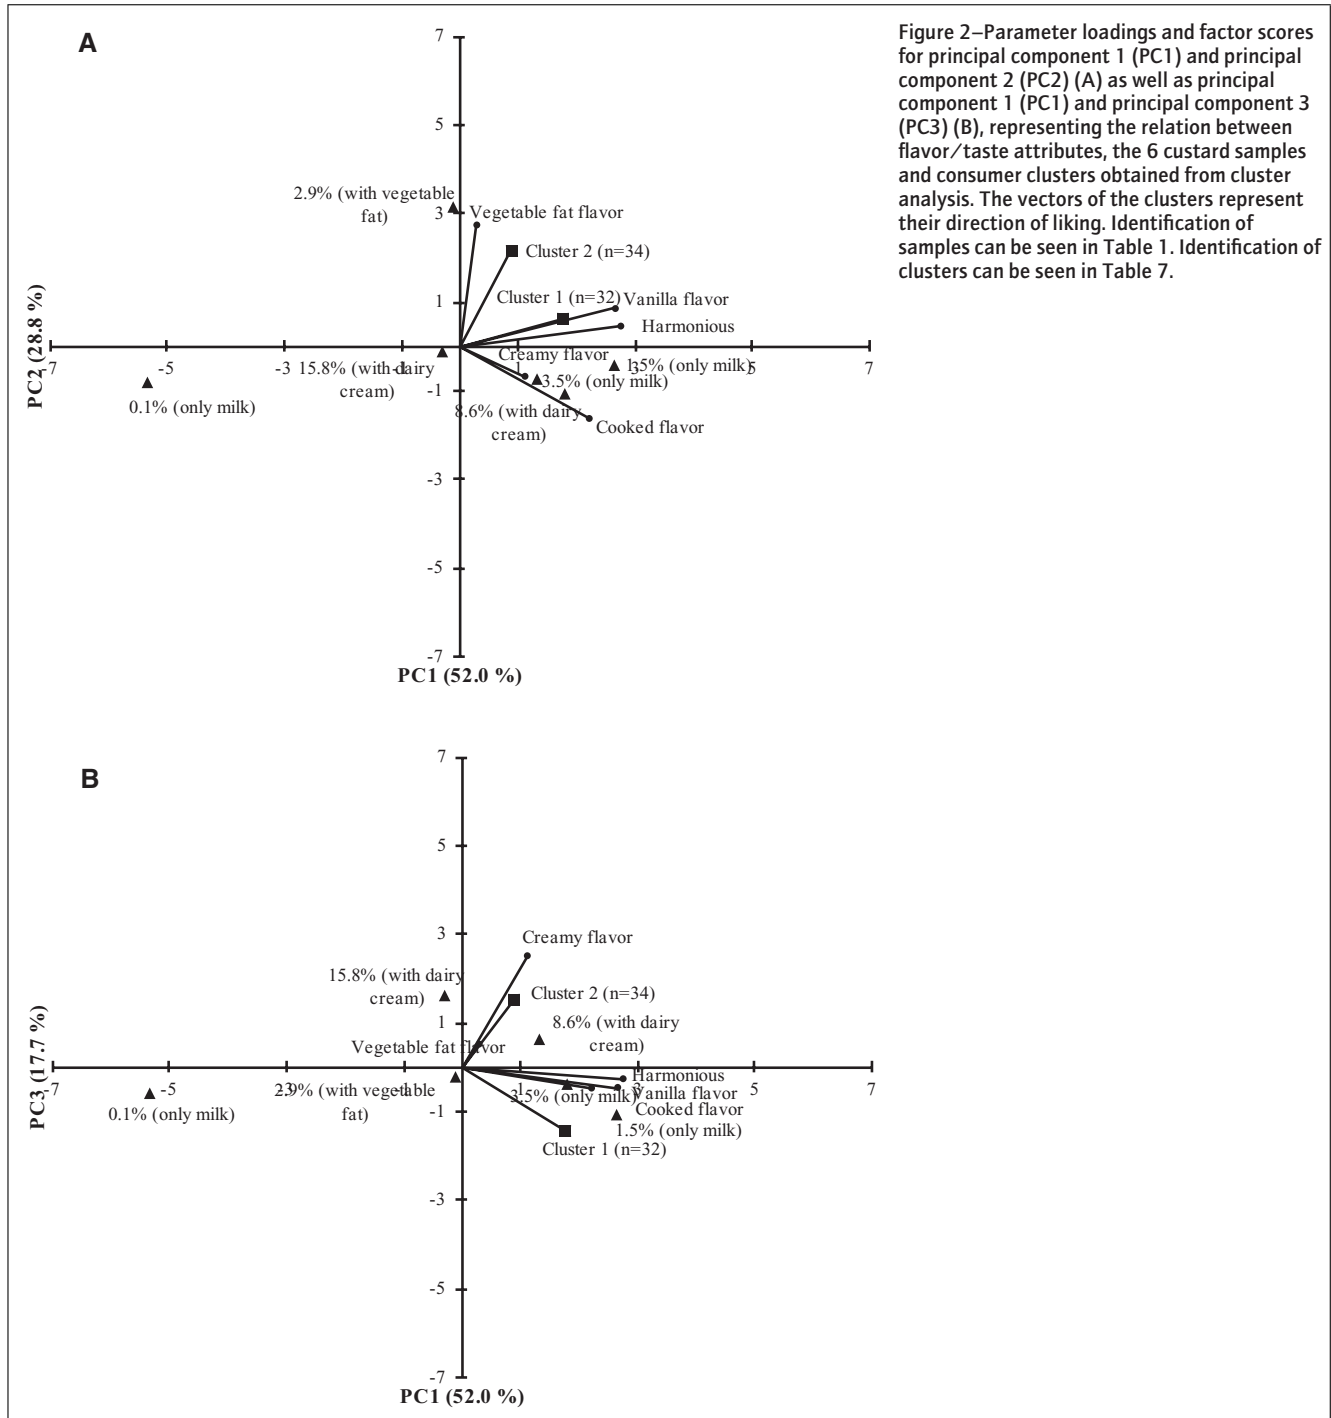 A
Figure 2–Parameter loadings and factor scores
for principal component 1 (PC1) and principal
component 2 (PC2) (A) as well as principal
component 1 (PC1) and principal component 3
(PC3) (B), representing the relation between
flavor/taste attributes, the 6 custard samples
and consumer clusters obtained from cluster
analysis. The vectors of the clusters represent
their direction of liking. Identification of
samples can be seen in Table 1. Identification of
clusters can be seen in Table 7.
7
5
2.9% (with vegetable
fat)
3
Vegetable fat flavor
Cluster 2 (n=34)
1
Cluster 1 (n=32)
Vanilla flavor
Harmonious
PC2 (28.8 %)
-7
-5
-3
-1
1
3
5
7
Creamy flavor
15.8% (with dairy
cream)
1.5% (only milk)
3.5% (only milk)
0.1% (only milk)
-1
8.6% (with dairy
cream)
Cooked flavor
-3
-5
-7
PC1 (52.0 %)
B
7
5
3
Creamy flavor
15.8% (with dairy
cream)
Cluster 2 (n=34)
1
8.6% (with dairy
cream)
Vegetable fat flavor
PC3 (17.7 %)
-7
-5
-3
-1
1
3
5
7
Harmonious
2.9% (with vegetable
fat)
3.5% (only milk)
Vanilla flavor
0.1% (only milk)
-1
Cooked flavor
1.5% (only milk)
Cluster 1 (n=32)
-3
-5
-7
PC1 (52.0 %)